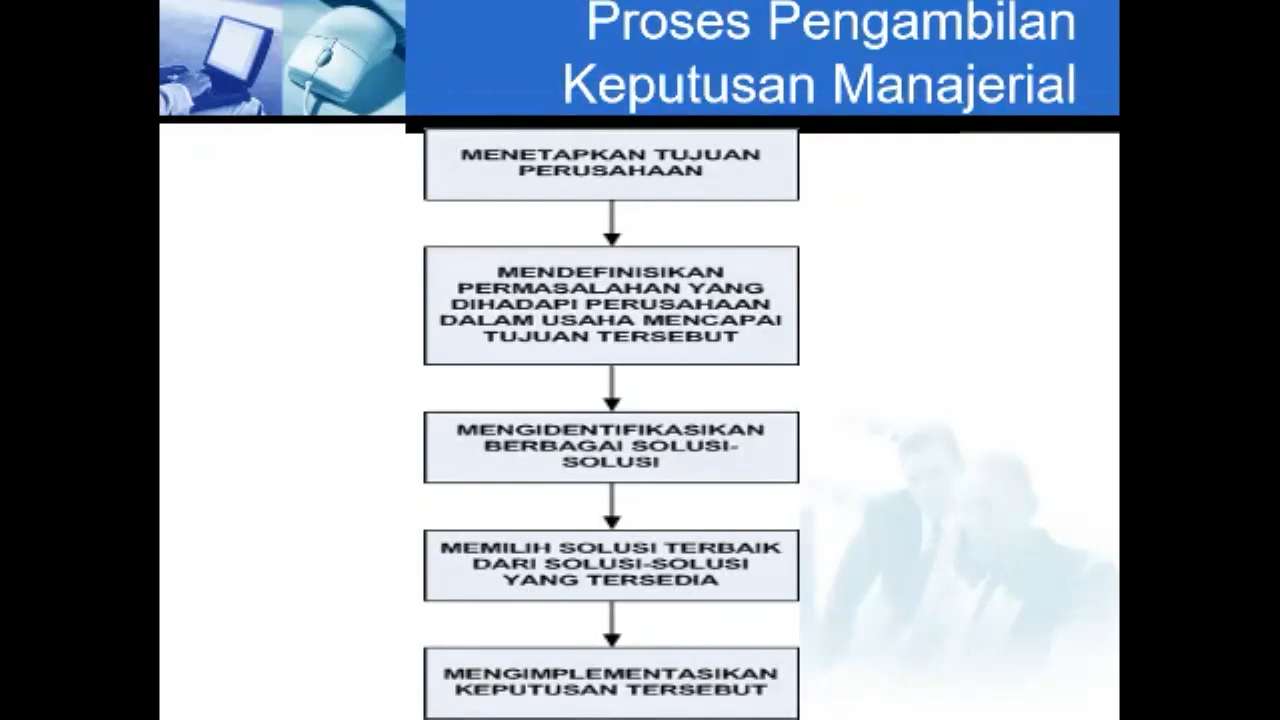 Proses Pengambilan
Keputusan Manajerial
MENETAPKAN TUJUAN
PERUSAHAAN
MENDEFINISIKAN
PERMASALAHAN YANG
DIHADAPI PERUSAHAAN
DALAM USAHA MENCAPAI
TUJUAN TERSEBUT
MENGIDENTIFIKASIKAN
BERBAGAI SOLUSI-
SOLUSI
MEMILIH SOLUSI TERBAIK
DARI SOLUSI-SOLUSI
YANG TERSEDIA
MENGIMPLEMENTASIKAN
KEPUTUSAN TERSEBUT